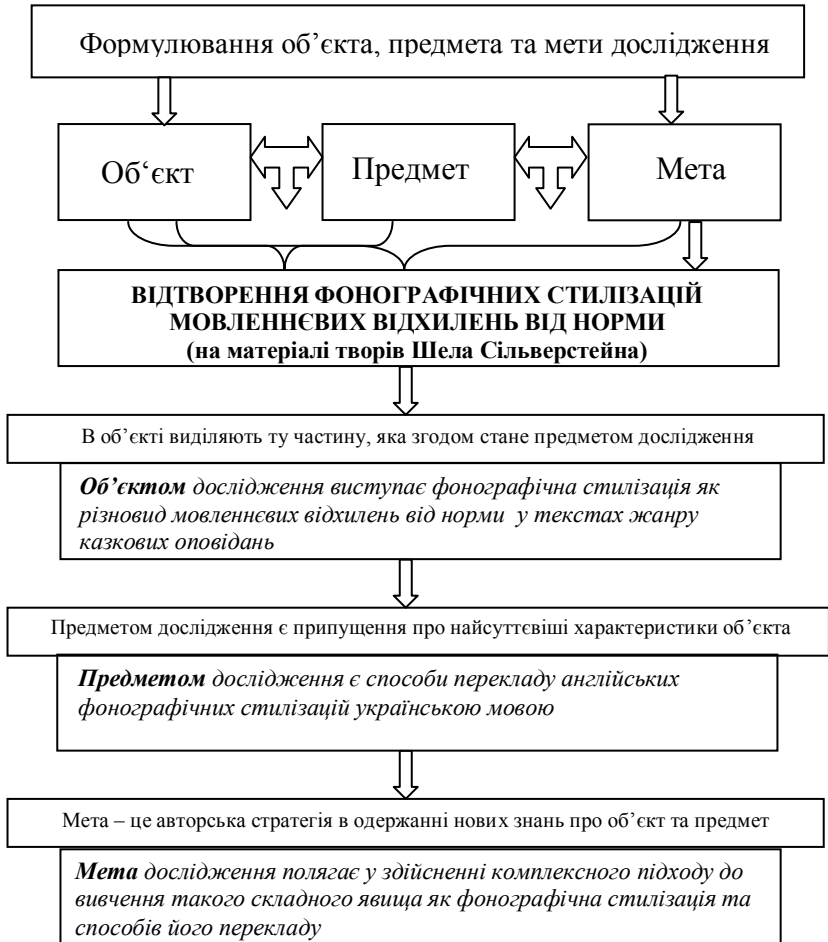 Формулювання об’єкта, предмета та мети дослідження
Об‘єкт
Предмет
Мета
ВІДТВОРЕННЯ ФОНОГРАФІЧНИХ СТИЛІЗАЦІЙ
МОВЛЕННЄВИХ ВІДХИЛЕНЬ ВІД НОРМИ
(на матеріалі творів Шела Сільверстейна)
В об’єкті виділяють ту частину, яка згодом стане предметом дослідження
Об’єктом дослідження виступає фонографічна стилізація як
різновид мовленнєвих відхилень від норми у текстах жанру
казкових оповідань
Предметом дослідження є припущення про найсуттєвіші характеристики об’єкта
Предметом дослідження є способи перекладу англійських
фонографічних стилізацій українською мовою
Мета – це авторська стратегія в одержанні нових знань про об’єкт та предмет
Мета дослідження полягає у здійсненні комплексного підходу до
вивчення такого складного явища як фонографічна стилізація та
способів його перекладу